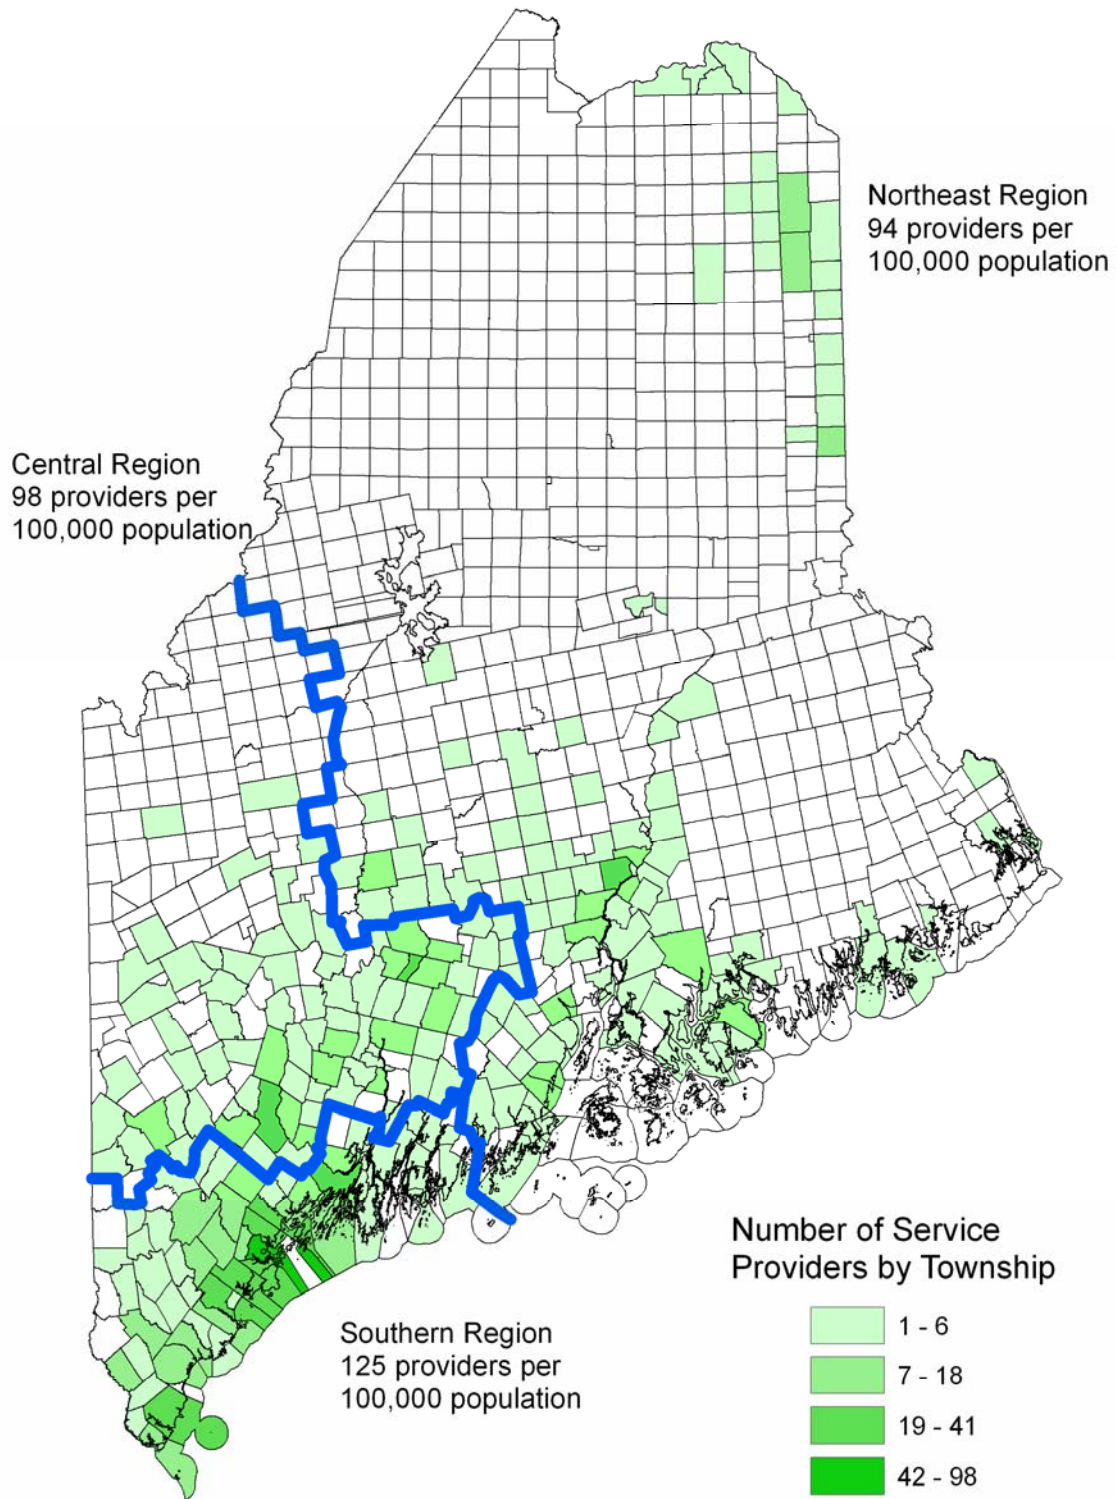 Northeast Region
94 providers per
100,000 population
Central Region
98 providers per
100,000 population
Southern Region
125 providers per
100,000 population
Number of Service
Providers by Township
1 - 6
7 - 18
19 - 41
42 - 98